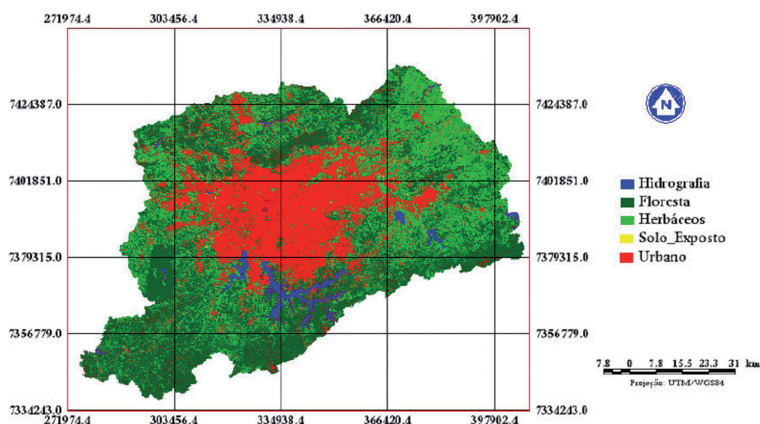 271974.4 303456.4 334938.4 366420.4 397902.4
7424387.0 7424387.0
N
7401851.0 7401851.0
Hidrografia
Floresta
Herbáceos
Solo_Exposto
Urbano
7379315.0 7379315.0
7356779.0 7356779.0
7.8 0 7.8 15.5 23.3 31 km
Projeção: UTM/WGS84
7334243.0 7334243.0
271974.4 303456.4 334938.4 366420.4 397902.4